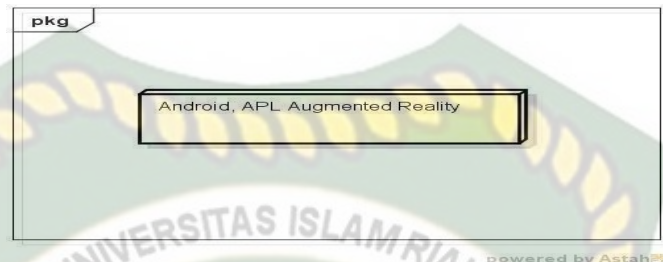 pkg
Android, APL Augmented Reality
UNIVERSITAS ISLAM RIAU
powered by Astah